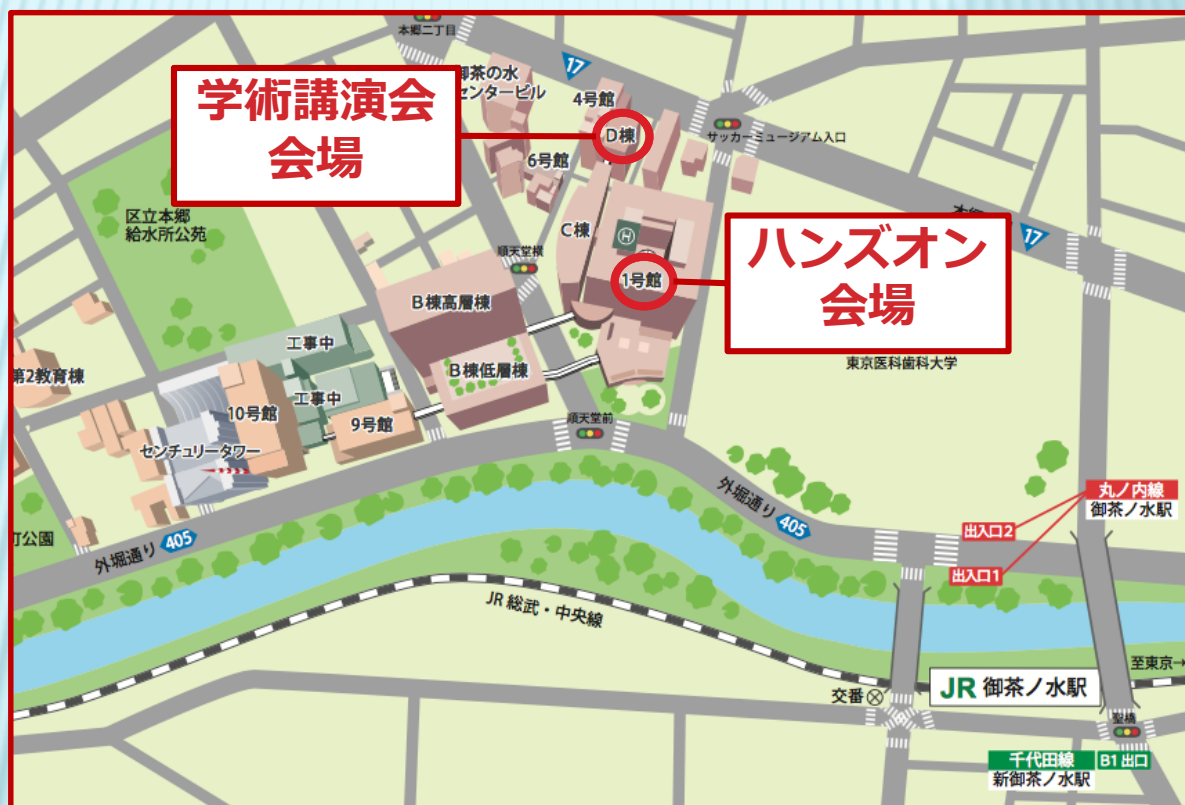 本郷二丁目
17
御茶の水
センタービル
4号館
学術講演会
会場
D棟
サッカーミュージアム入口
6号館
区立本郷
給水所公苑
C棟
順天堂横
17
ハンズオン
会場
1号館
B棟高層棟
工事中
東京医科歯科大学
第2教育棟
B棟低層棟
工事中
10号館
9号館
順天堂前
センチュリータワー
外堀通り 405
丸ノ内線
御茶ノ水駅
出入口2
町公園
外堀通り 405
出入口1
JR 総武・中央線
至東京→
JR 御茶ノ水駅
交番
聖橋
千代田線
B1 出口
新御茶ノ水駅